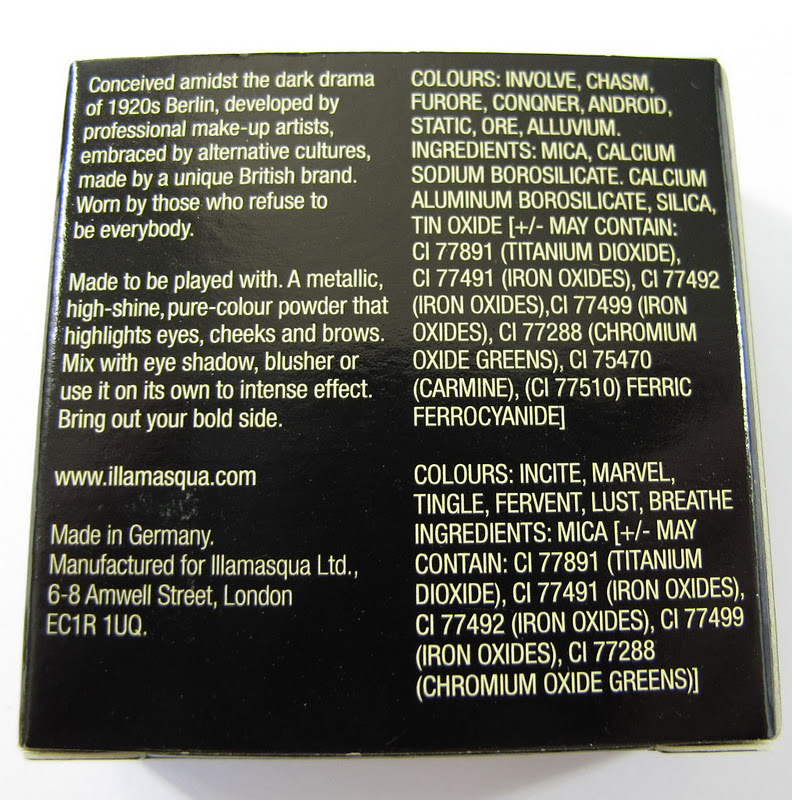 Conceived amidst the dark drama
of 1920s Berlin, developed by
professional make-up artists,
embraced by alternative cultures,
made by a unique British brand.
Worn by those who refuse to
be everybody.
Made to be played with. A metallic,
high-shine, pure-colour powder that
highlights eyes, cheeks and brows.
Mix with eye shadow, blusher or
use it on its own to intense effect.
Bring out your bold side.
www.illamasqua.com
Made in Germany.
Manufactured for Illamasqua Ltd.,
6-8 Amwell Street, London
EC1R 1UQ.
COLOURS: INVOLVE, CHASM,
FURORE, CONQNER, ANDROID,
STATIC, ORE, ALLUVIUM.
INGREDIENTS: MICA, CALCIUM
SODIUM BOROSILICATE. CALCIUM
ALUMINUM BOROSILICATE, SILICA,
TIN OXIDE [+/- MAY CONTAIN:
CI 77891 (TITANIUM DIOXIDE),
CI 77491 (IRON OXIDES), CI 77492
(IRON OXIDES),CI 77499 (IRON
OXIDES), CI 77288 (CHROMIUM
OXIDE GREENS), CI 75470
(CARMINE), (CI 77510) FERRIC
FERROCYANIDE]
COLOURS: INCITE, MARVEL,
TINGLE, FERVENT, LUST, BREATHE
INGREDIENTS: MICA [+/- MAY
CONTAIN: CI 77891 (TITANIUM
DIOXIDE), CI 77491 (IRON OXIDES),
CI 77492 (IRON OXIDES), CI 77499
(IRON OXIDES), CI 77288
(CHROMIUM OXIDE GREENS)]